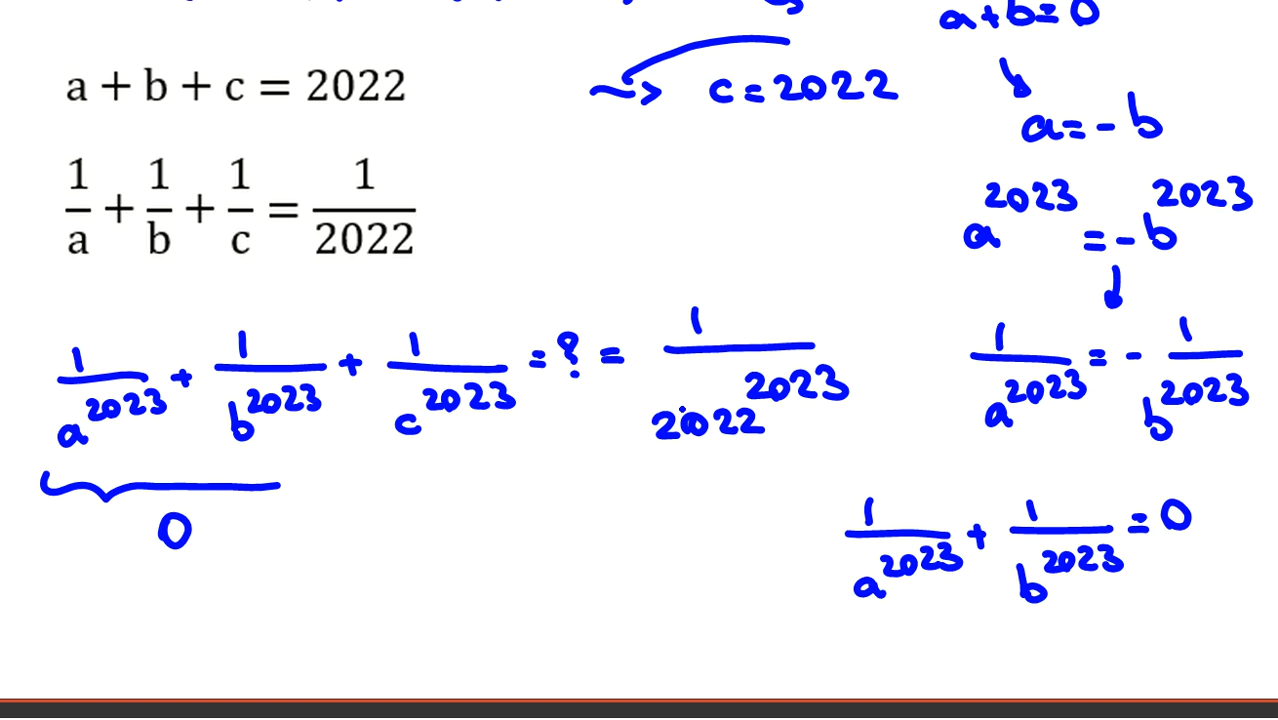 a+b=0
a + b + c = 2022
~> c=2022
a=-b
1/a + 1/b + 1/c = 1/2022
a^2023 = -b^2023
1/a^2023 + 1/b^2023 + 1/c^2023 = ? = 1/2022^2023
1/a^2023 = - 1/b^2023
0
1/a^2023 + 1/b^2023 = 0